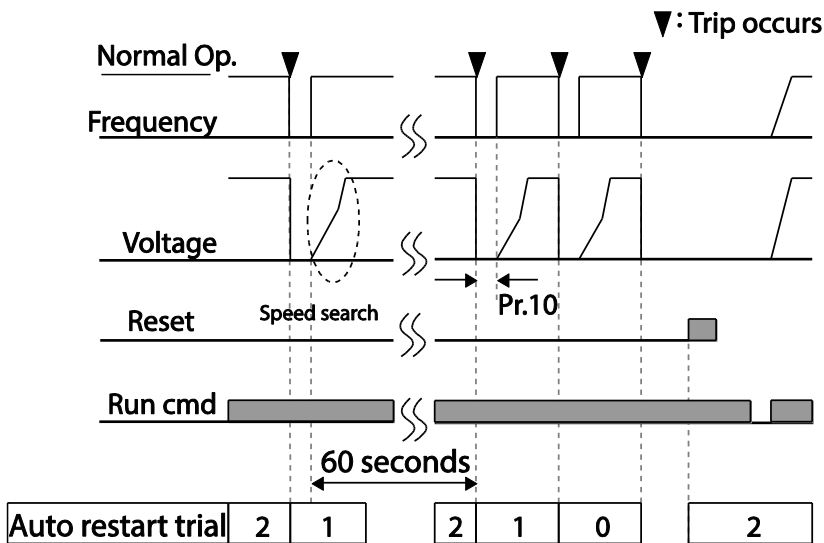 ▼: Trip occurs
Normal Op.
Frequency
Voltage
Pr.10
Speed search
Reset
Run cmd
60 seconds
Auto restart trial 2 1 2 1 0 2